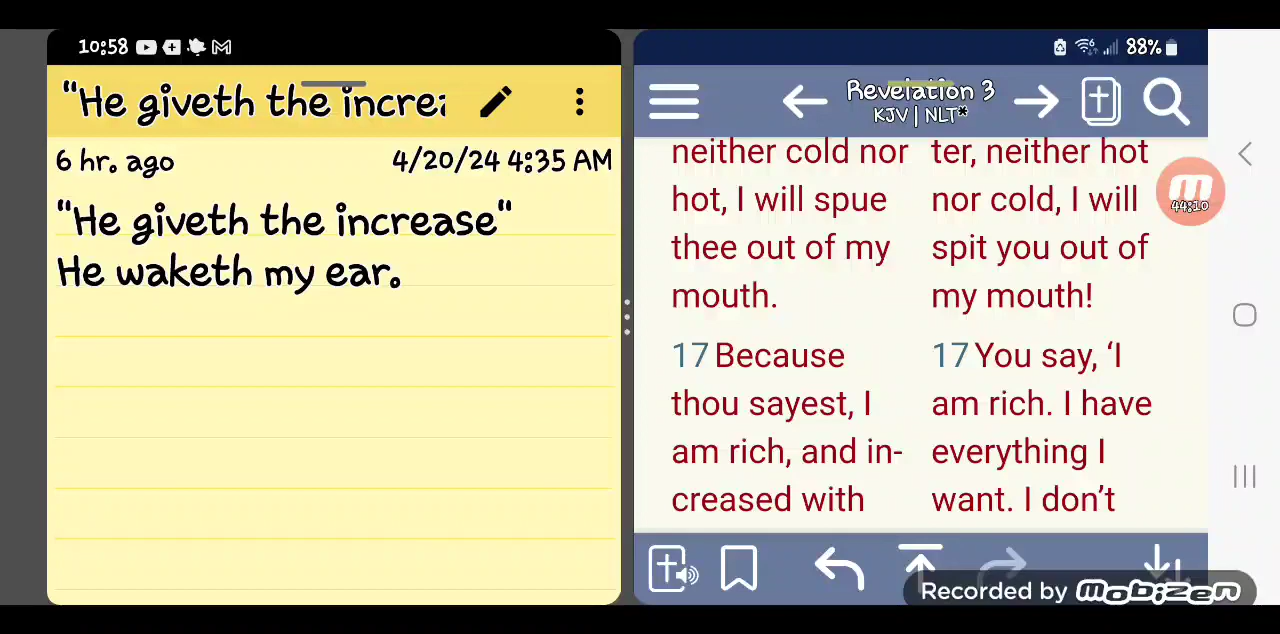 10:58
"He giveth the increa
6 hr. ago 4/20/24 4:35 AM
"He giveth the increase"
He waketh my ear.
88%
Revelation 3
KJV | NLT*
neither cold nor
hot, I will spue
thee out of my
mouth.
17 Because
thou sayest, I
am rich, and in-
creased with
ter, neither hot
nor cold, I will
spit you out of
my mouth!
17 You say, ‘I
am rich. I have
everything I
want. I don’t
44:10
Recorded by Mobizen